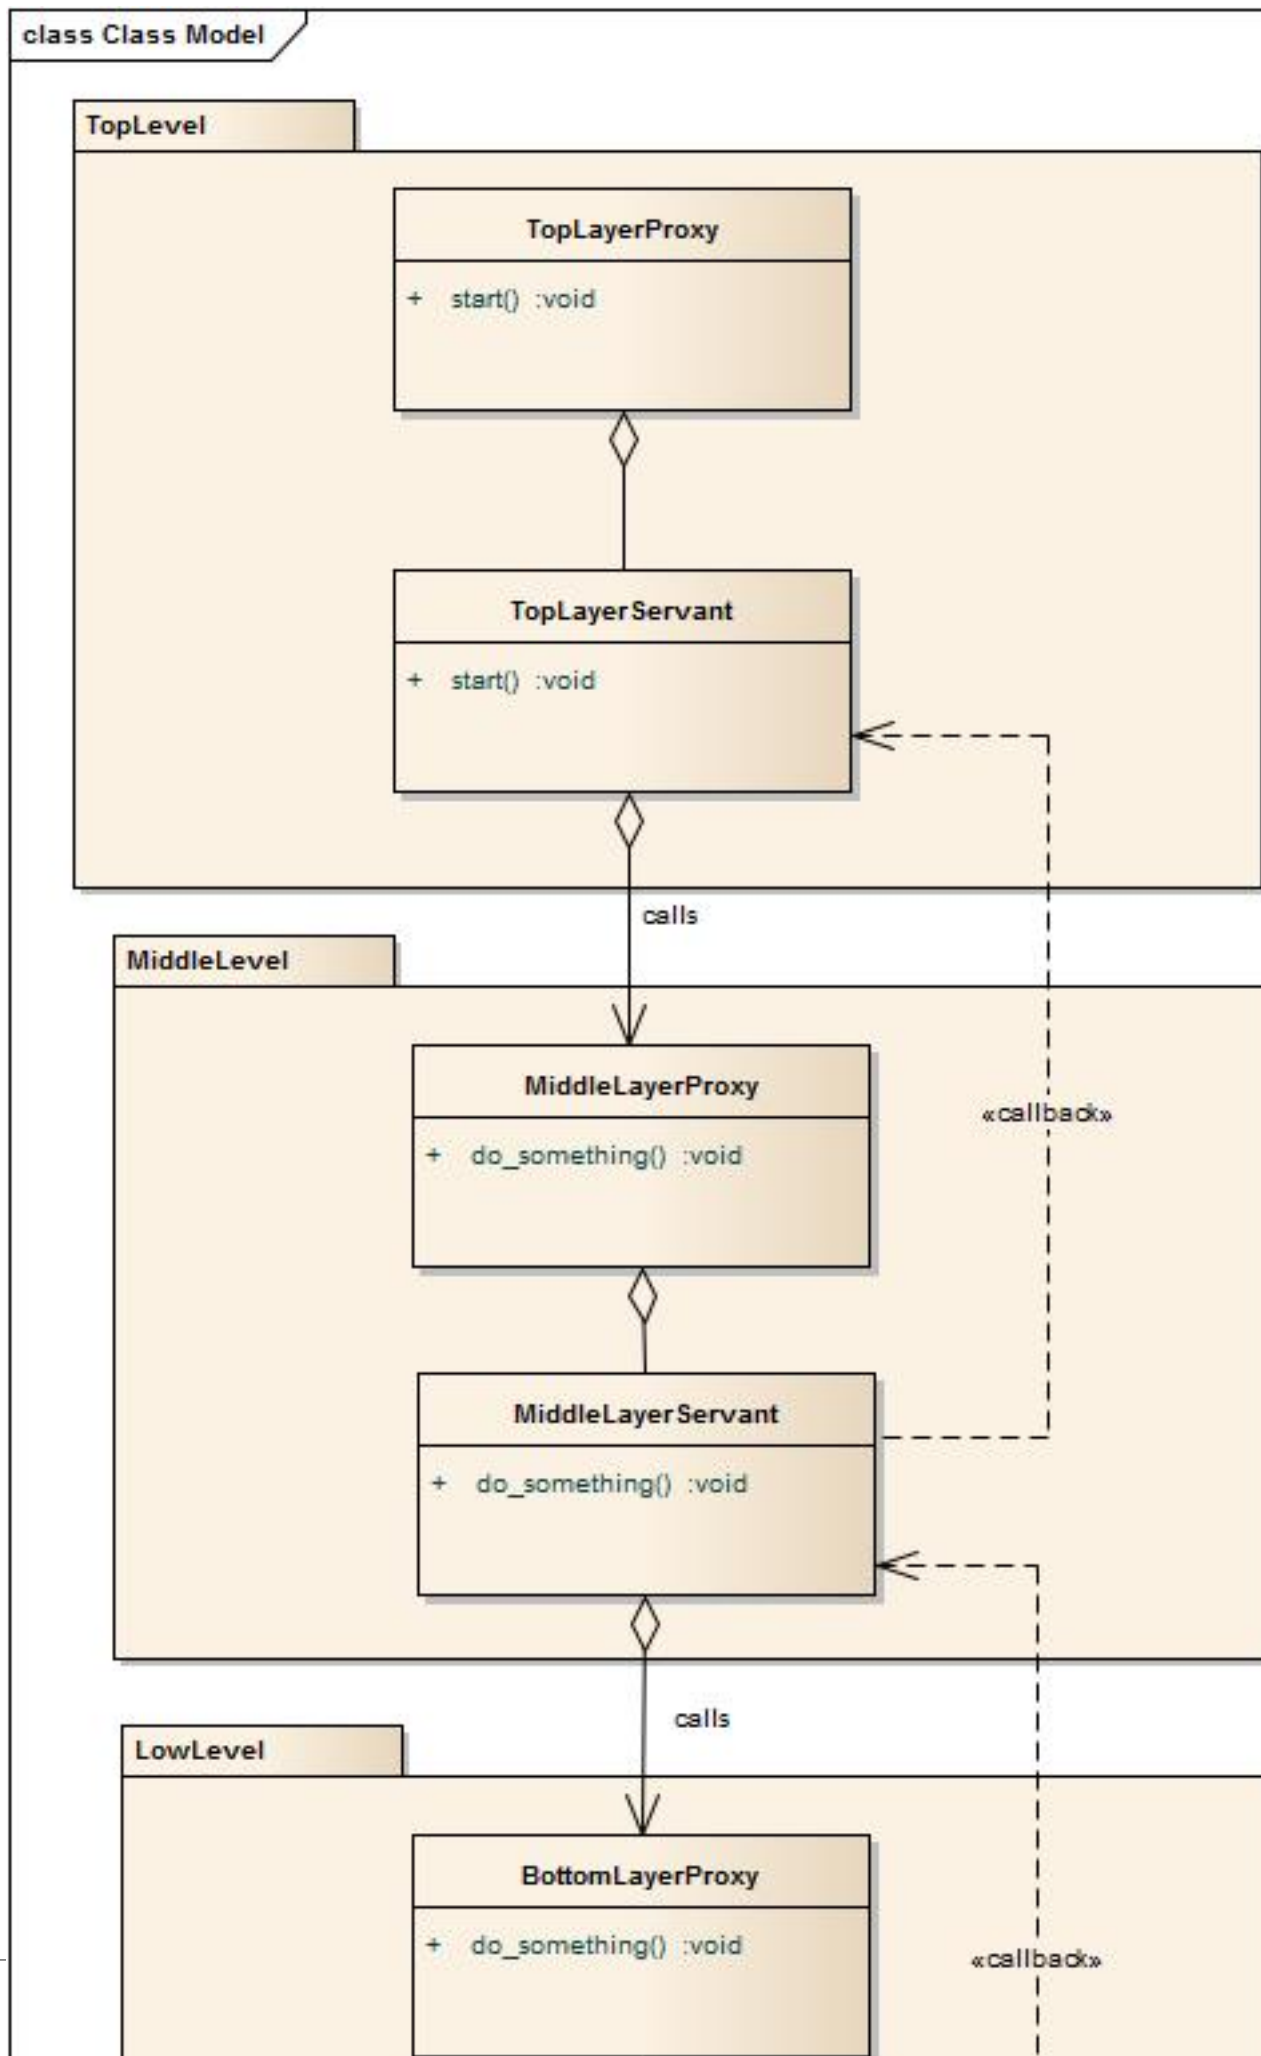 class Class Model
TopLevel
TopLayerProxy
+ start() :void
TopLayerServant
+ start() :void
calls
MiddleLevel
MiddleLayerProxy
«callback»
+ do_something() :void
MiddleLayerServant
+ do_something() :void
calls
LowLevel
BottomLayerProxy
+ do_something() :void
«callback»